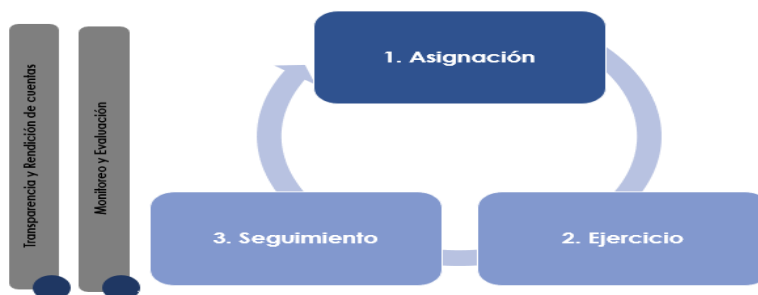 Transparencia y Rendición de cuentas
Monitoreo y Evaluación
1. Asignación
3. Seguimiento
2. Ejercicio